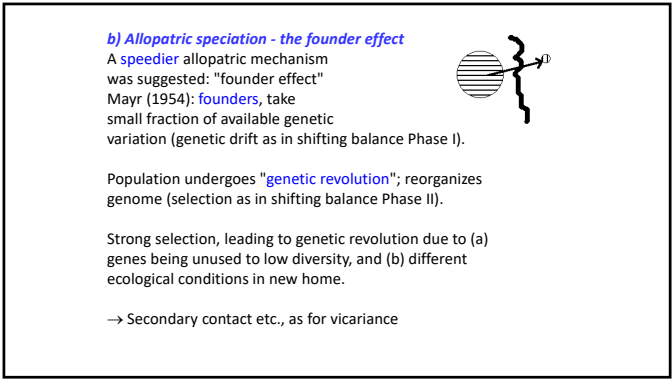 b) Allopatric speciation - the founder effect
A speedier allopatric mechanism
was suggested: "founder effect"
Mayr (1954): founders, take
small fraction of available genetic
variation (genetic drift as in shifting balance Phase I).
Population undergoes "genetic revolution"; reorganizes
genome (selection as in shifting balance Phase II).
Strong selection, leading to genetic revolution due to (a)
genes being unused to low diversity, and (b) different
ecological conditions in new home.
→ Secondary contact etc., as for vicariance